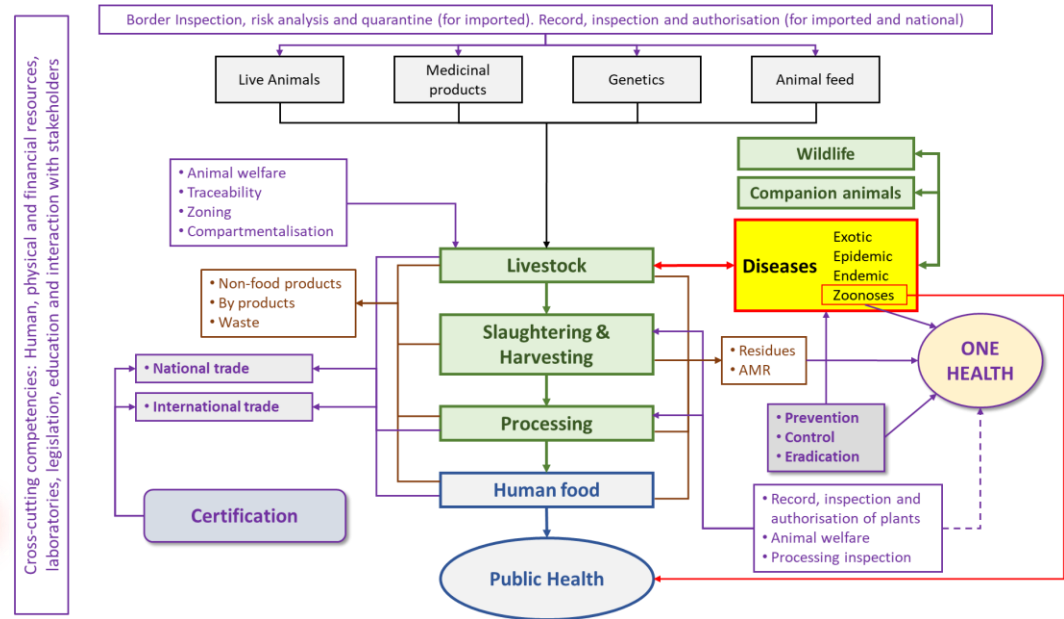 Cross-cutting competencies: Human, physical and financial resources,
laboratories, legislation, education and interaction with stakeholders
Border Inspection, risk analysis and quarantine (for imported). Record, inspection and authorisation (for imported and national)
Live Animals
Medicinal
products
Genetics
Animal feed
• Animal welfare
• Traceability
• Zoning
• Compartmentalisation
Wildlife
Companion animals
Diseases
Exotic
Epidemic
Endemic
Zoonoses
Livestock
• Non-food products
• By products
• Waste
Slaughtering &
Harvesting
• Residues
• AMR
ONE
HEALTH
• National trade
• International trade
Processing
• Prevention
• Control
• Eradication
Human food
Certification
• Record, inspection and
authorisation of plants
• Animal welfare
• Processing inspection
Public Health